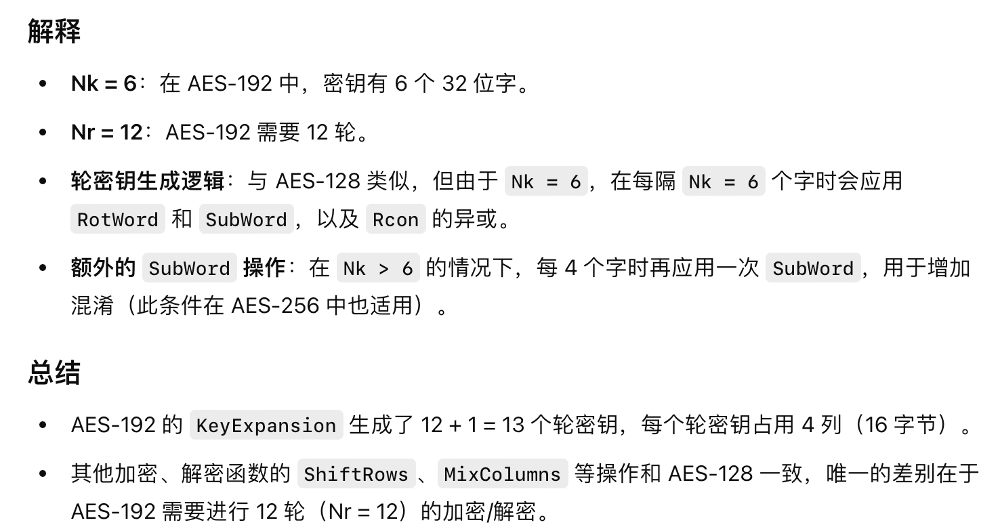 解释
• Nk = 6：在 AES-192 中，密钥有 6 个 32 位字。
• Nr = 12：AES-192 需要 12 轮。
• 轮密钥生成逻辑：与 AES-128 类似，但由于 Nk = 6，在每隔 Nk = 6 个字时会应用
RotWord 和 SubWord，以及 Rcon 的异或。
• 额外的 SubWord 操作：在 Nk > 6 的情况下，每 4 个字时再应用一次 SubWord，用于增加
混淆（此条件在 AES-256 中也适用）。
总结
• AES-192 的 KeyExpansion 生成了 12 + 1 = 13 个轮密钥，每个轮密钥占用 4 列（16 字节）。
• 其他加密、解密函数的 ShiftRows、MixColumns 等操作和 AES-128 一致，唯一的差别在于
AES-192 需要进行 12 轮（Nr = 12）的加密/解密。